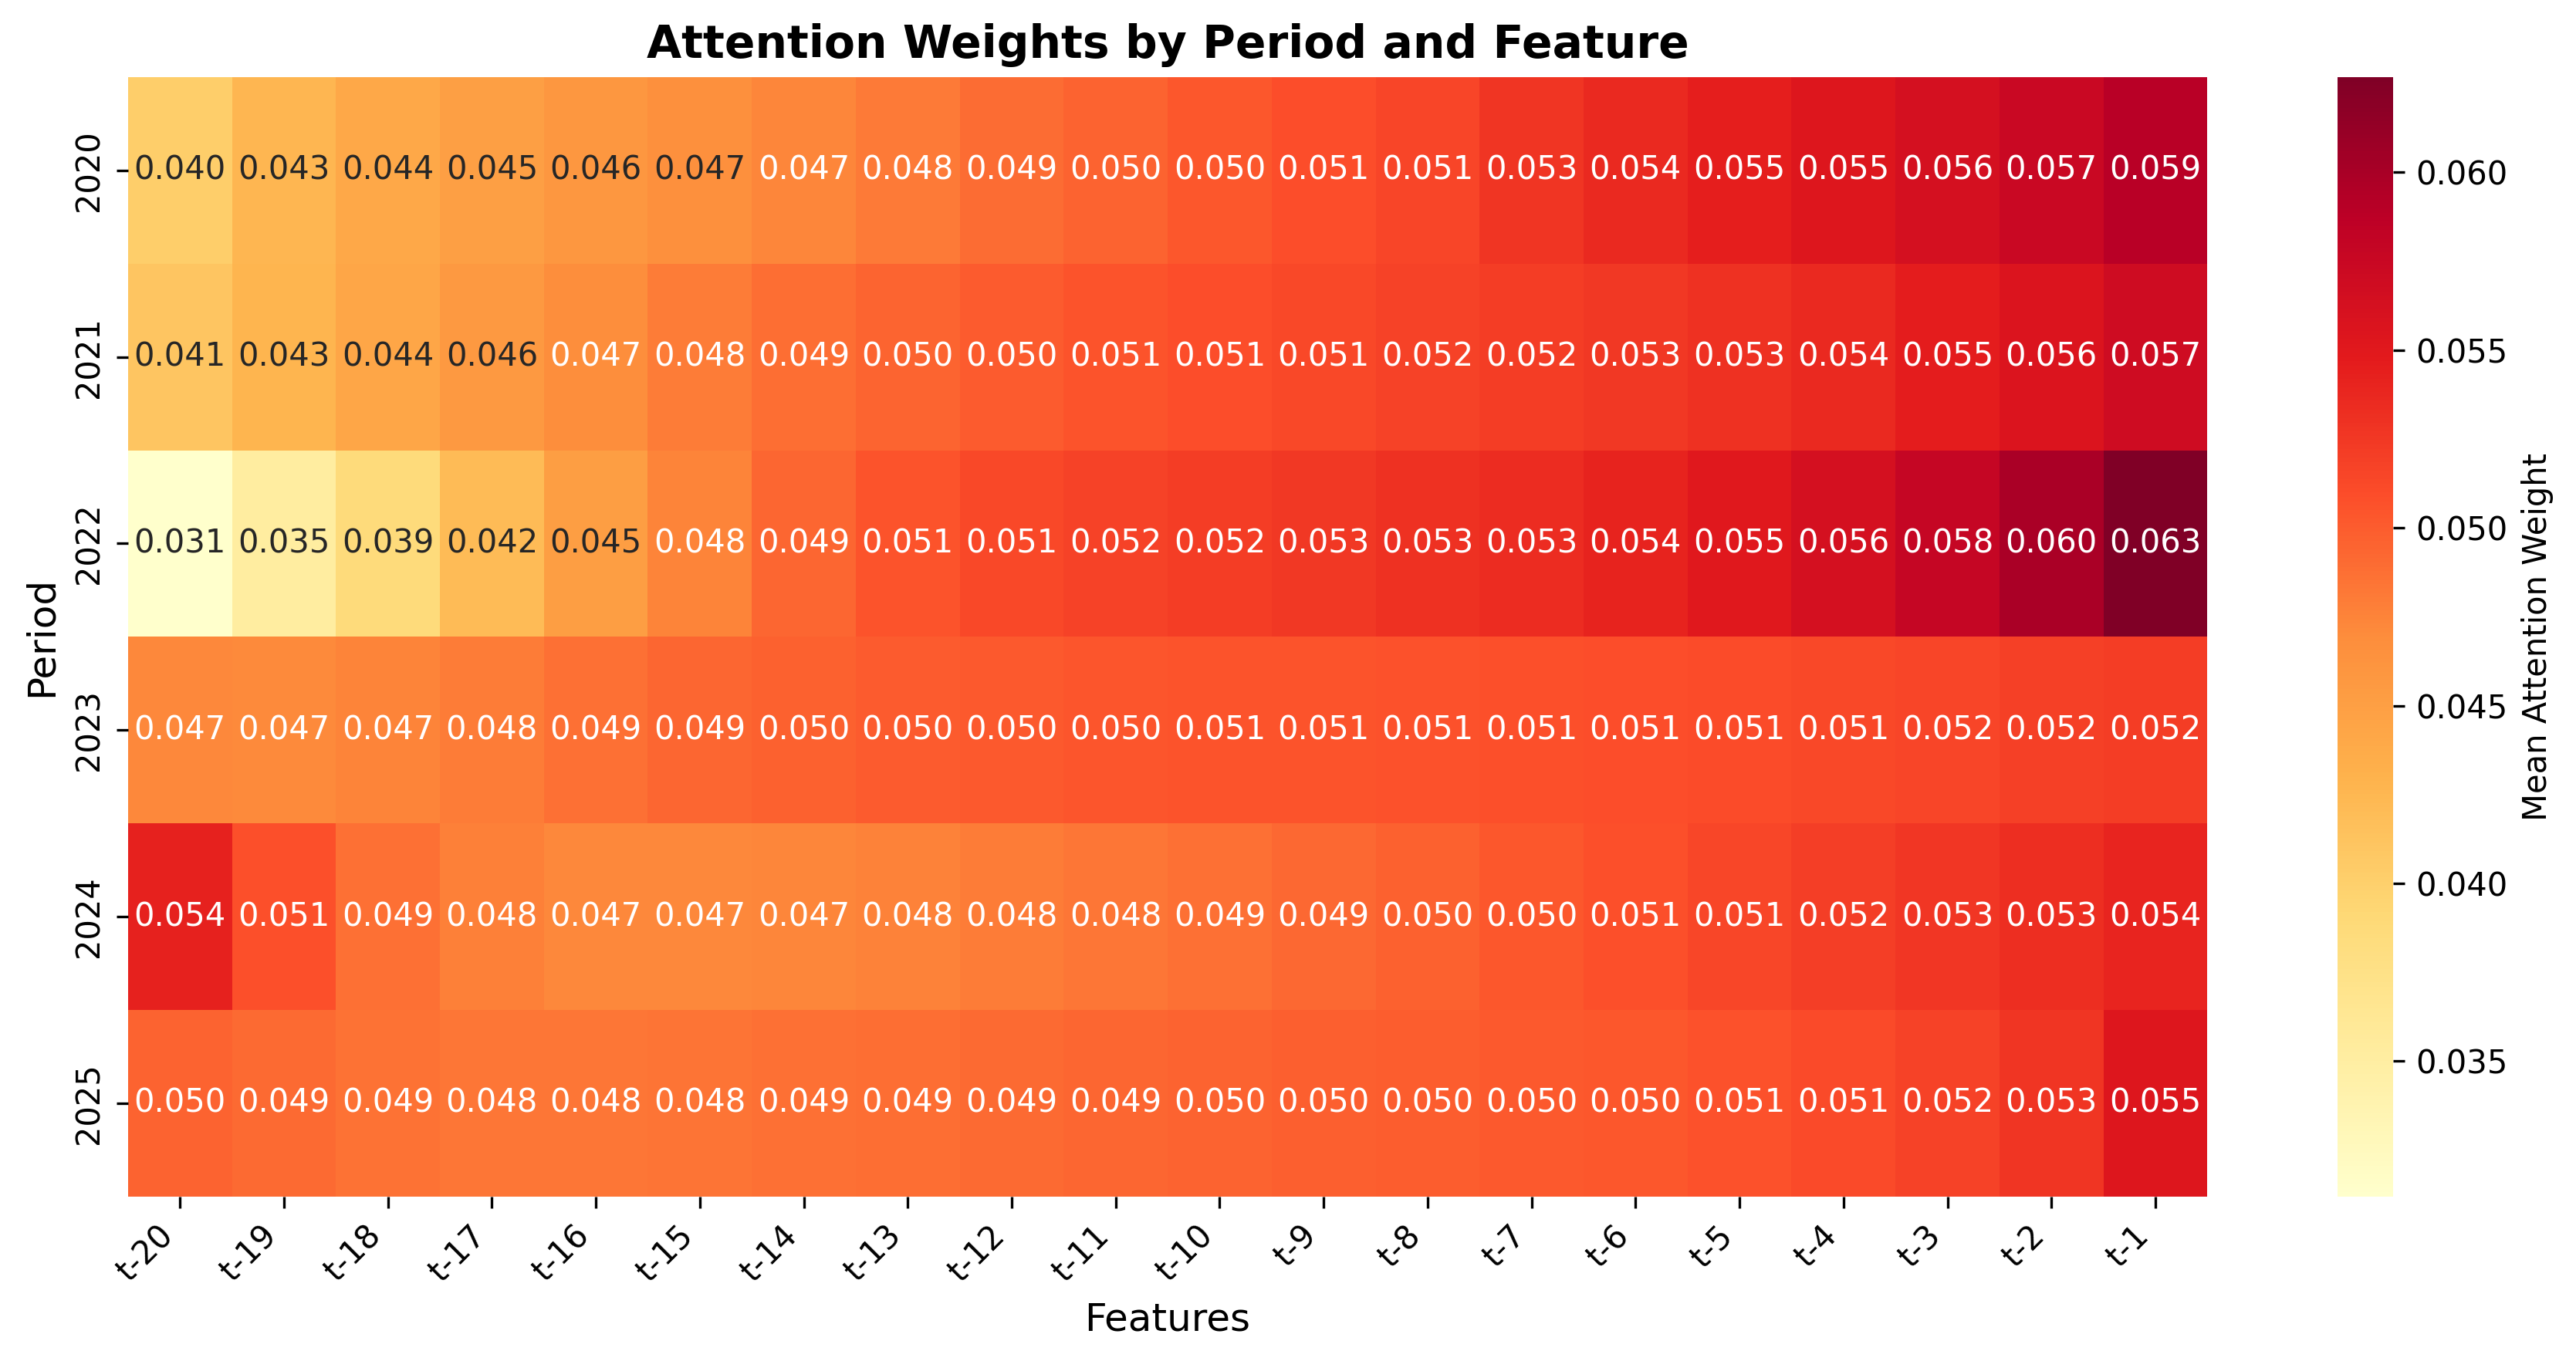 Attention Weights by Period and Feature
2020 0.040 0.043 0.044 0.045 0.046 0.047 0.047 0.048 0.049 0.050 0.050 0.051 0.051 0.053 0.054 0.055 0.055 0.056 0.057 0.059
2021 0.041 0.043 0.044 0.046 0.047 0.048 0.049 0.050 0.050 0.051 0.051 0.051 0.052 0.052 0.053 0.053 0.054 0.055 0.056 0.057
2022 0.031 0.035 0.039 0.042 0.045 0.048 0.049 0.051 0.051 0.052 0.052 0.053 0.053 0.053 0.054 0.055 0.056 0.058 0.060 0.063
2023 0.047 0.047 0.047 0.048 0.049 0.049 0.050 0.050 0.050 0.050 0.051 0.051 0.051 0.051 0.051 0.051 0.051 0.052 0.052 0.052
2024 0.054 0.051 0.049 0.048 0.047 0.047 0.047 0.048 0.048 0.048 0.049 0.049 0.050 0.050 0.051 0.051 0.052 0.053 0.053 0.054
2025 0.050 0.049 0.049 0.048 0.048 0.048 0.049 0.049 0.049 0.049 0.050 0.050 0.050 0.050 0.050 0.051 0.051 0.052 0.053 0.055
t-20 t-19 t-18 t-17 t-16 t-15 t-14 t-13 t-12 t-11 t-10 t-9 t-8 t-7 t-6 t-5 t-4 t-3 t-2 t-1
Features
Period
0.060
0.055
0.050
0.045
0.040
0.035
Mean Attention Weight